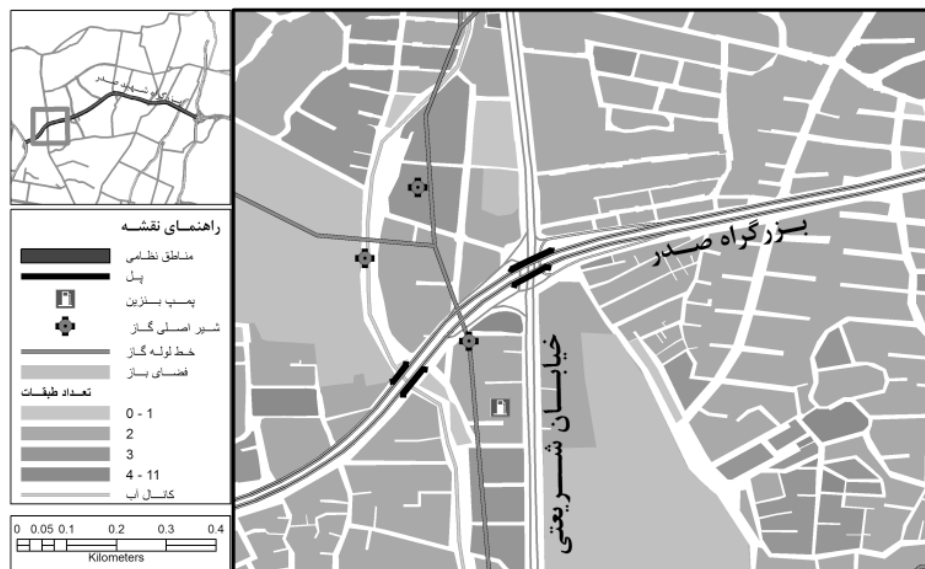 بزرگراه شهید صدر
راهنمای نقشه
مناطق نظامی
پل
پمپ بنزین
شیر اصلی گاز
خط لوله گاز
فضای باز
تعداد طبقات
0 - 1
2
3
4 - 11
کانال آب
0 0.05 0.1 0.2 0.3 0.4
Kilometers
بزرگراه صدر
خیابان شریعتی